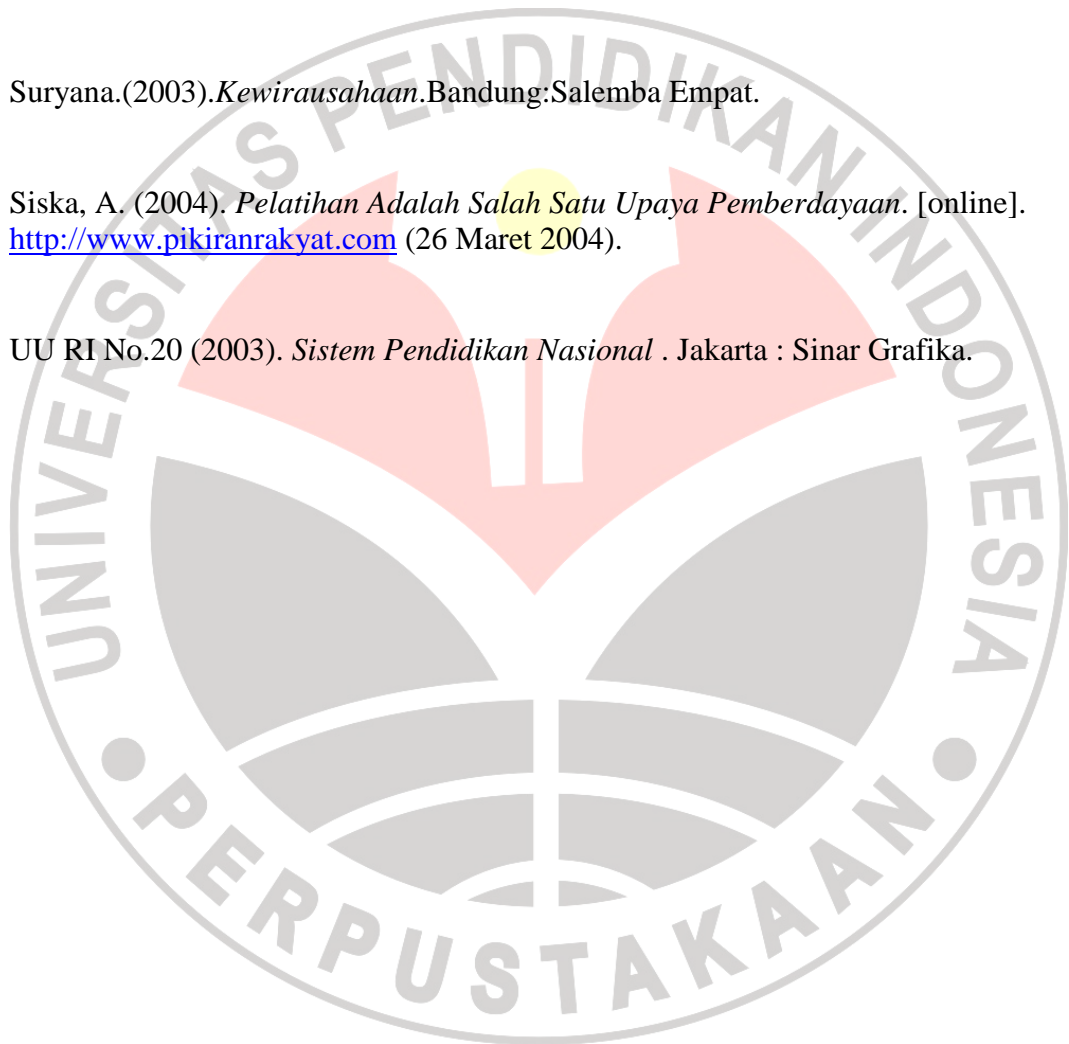 Suryana.(2003).Kewirausahaan.Bandung:Salemba Empat.
Siska, A. (2004). Pelatihan Adalah Salah Satu Upaya Pemberdayaan. [online].
http://www.pikiranrakyat.com (26 Maret 2004).
UU RI No.20 (2003). Sistem Pendidikan Nasional . Jakarta : Sinar Grafika.
UNIVERSITAS PENDIDIKAN INDONESIA
PERPUSTAKAAN